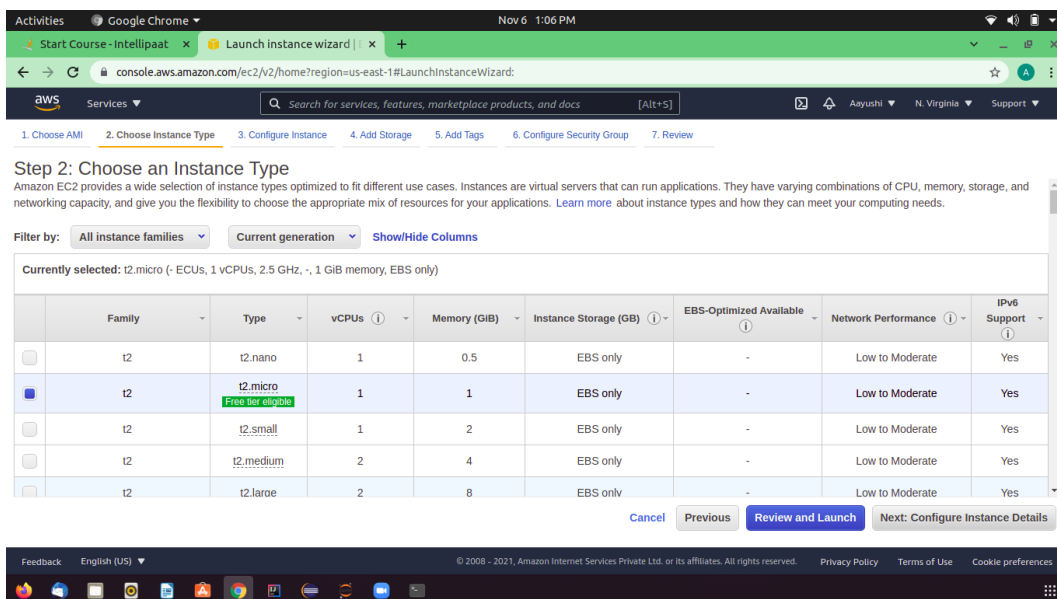 Activities Google Chrome ▾ Nov 6 1:06 PM
Start Course - Intellipaat × Launch instance wizard | × +
console.aws.amazon.com/ec2/v2/home?region=us-east-1#LaunchInstanceWizard:
aws Services ▼ Search for services, features, marketplace products, and docs [Alt+S] Aayushi ▼ N. Virginia ▼ Support ▼
1. Choose AMI 2. Choose Instance Type 3. Configure Instance 4. Add Storage 5. Add Tags 6. Configure Security Group 7. Review
Step 2: Choose an Instance Type
Amazon EC2 provides a wide selection of instance types optimized to fit different use cases. Instances are virtual servers that can run applications. They have varying combinations of CPU, memory, storage, and
networking capacity, and give you the flexibility to choose the appropriate mix of resources for your applications. Learn more about instance types and how they can meet your computing needs.
Filter by: All instance families Current generation Show/Hide Columns
Currently selected: t2.micro (- ECUs, 1 vCPUs, 2.5 GHz, -, 1 GiB memory, EBS only)
Family Type vCPUs Memory (GiB) Instance Storage (GB) EBS-Optimized Available Network Performance IPv6 Support
t2 t2.nano 1 0.5 EBS only - Low to Moderate Yes
t2 t2.micro 1 1 EBS only - Low to Moderate Yes
Free tier eligible
t2 t2.small 1 2 EBS only - Low to Moderate Yes
t2 t2.medium 2 4 EBS only - Low to Moderate Yes
t2 t2.large 2 8 EBS only - Low to Moderate Yes
Cancel Previous Review and Launch Next: Configure Instance Details
Feedback English (US) ▼ © 2008 - 2021, Amazon Internet Services Private Ltd. or its affiliates. All rights reserved. Privacy Policy Terms of Use Cookie preferences